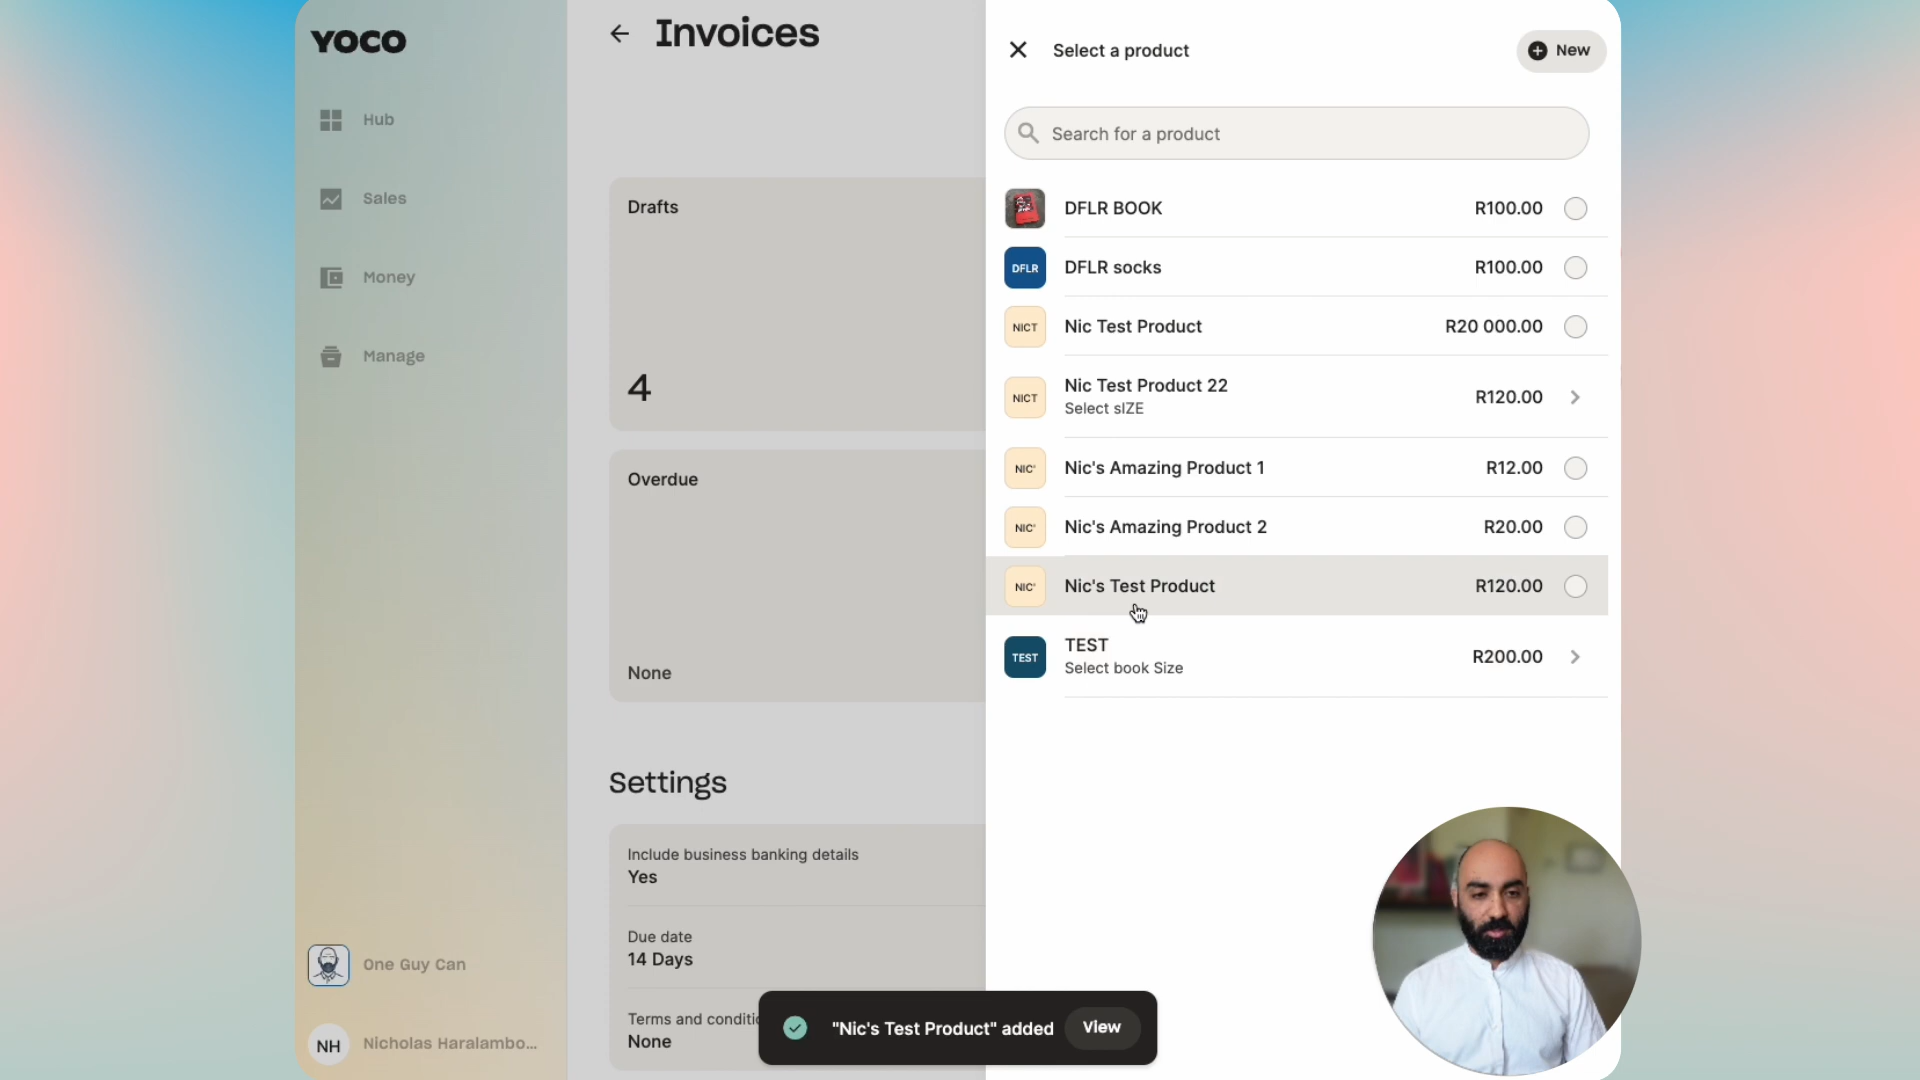 YOCO
Hub
Sales
Money
Manage
One Guy Can
NH
Nicholas Haralambo...
Invoices
Drafts
4
Overdue
None
Settings
Include business banking details
Yes
Due date
14 Days
Terms and conditio
None
Select a product
New
Search for a product
DFLR BOOK R100.00
DFLR DFLR socks R100.00
NICT Nic Test Product R20 000.00
NICT Nic Test Product 22 R120.00
Select sIZE
NIC' Nic's Amazing Product 1 R12.00
NIC' Nic's Amazing Product 2 R20.00
NIC' Nic's Test Product R120.00
TEST TEST R200.00
Select book Size
"Nic's Test Product" added View